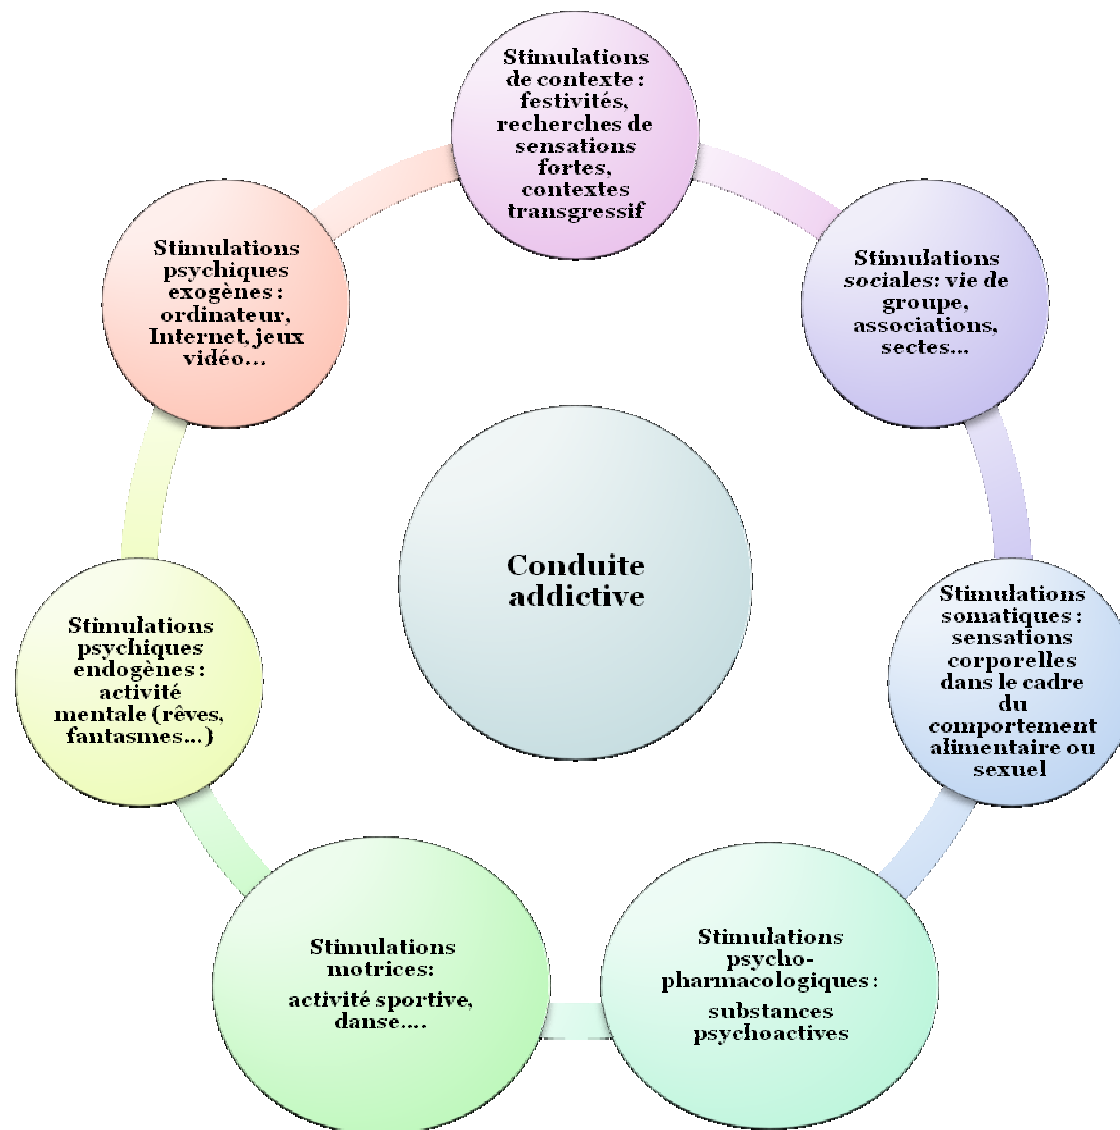 Stimulations
de contexte :
festivités,
recherches de
sensations
fortes,
contextes
transgressif
Stimulations
sociales: vie de
groupe,
associations,
sectes...
Stimulations
somatiques :
sensations
corporelles
dans le cadre
du
comportement
alimentaire ou
sexuel
Stimulations
psycho-
pharmacologiques :
substances
psychoactives
Stimulations
motrices:
activité sportive,
danse....
Stimulations
psychiques
endogènes :
activité
mentale (rêves,
fantasmes...)
Stimulations
psychiques
exogènes :
ordinateur,
Internet, jeux
vidéo...
Conduite
addictive